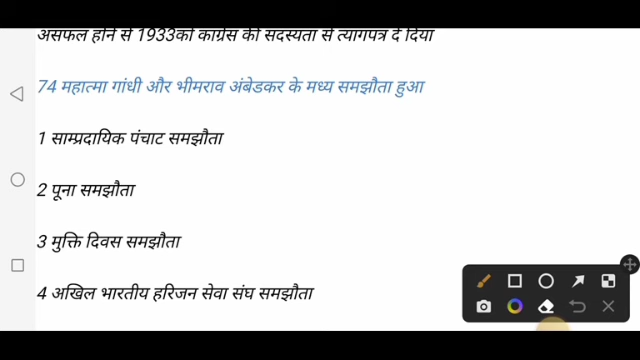 असफल होने से 1933को कांग्रेस की सदस्यता से त्यागपत्र दे दिया
74 महात्मा गांधी और भीमराव अंबेडकर के मध्य समझौता हुआ
1 साम्प्रदायिक पंचाट समझौता
2 पूना समझौता
3 मुक्ति दिवस समझौता
4 अखिल भारतीय हरिजन सेवा संघ समझौता